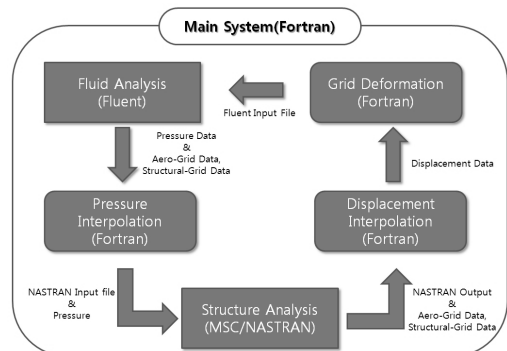 Main System(Fortran)
Fluid Analysis
(Fluent)
Fluent Input File
Grid Deformation
(Fortran)
Pressure Data
&
Aero-Grid Data,
Structural-Grid Data
Displacement Data
Pressure
Interpolation
(Fortran)
Displacement
Interpolation
(Fortran)
NASTRAN Input file
&
Pressure
Structure Analysis
(MSC/NASTRAN)
NASTRAN Output
&
Aero-Grid Data,
Structural-Grid Data